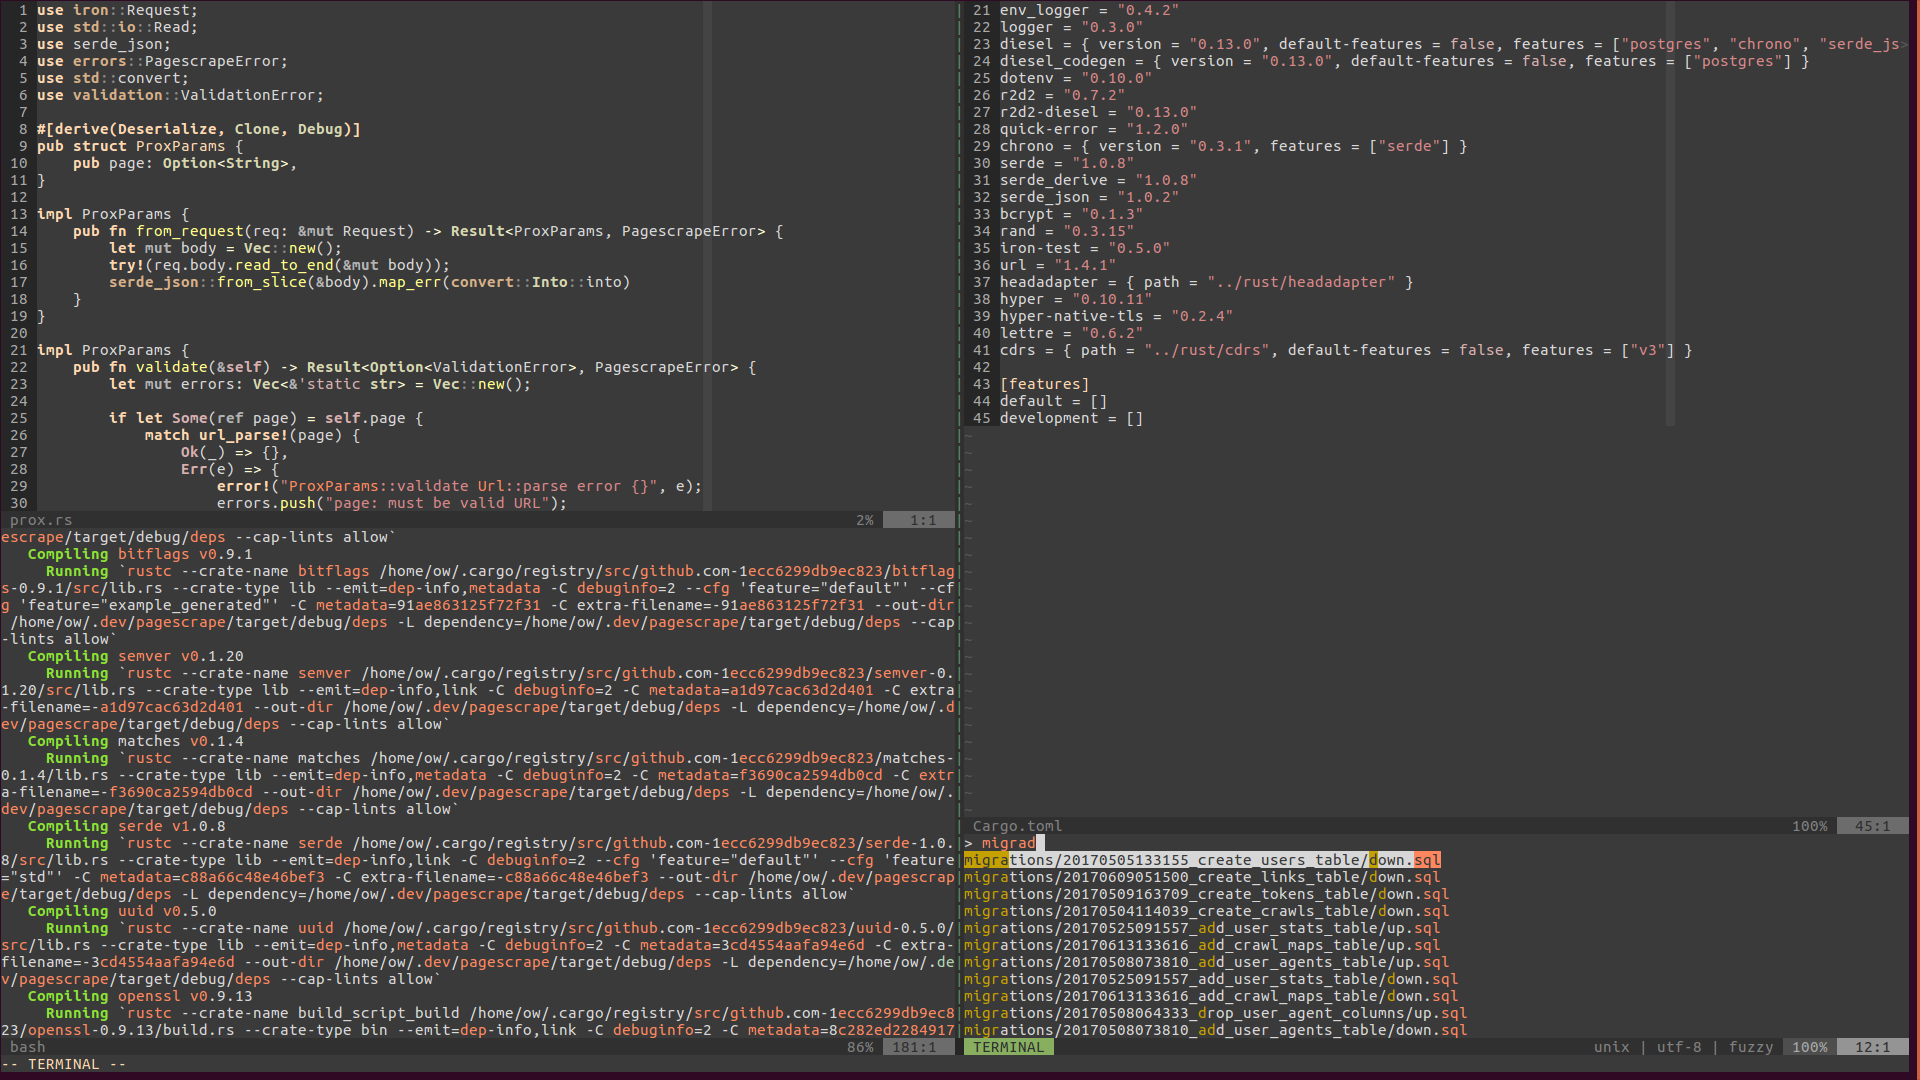 1 use iron::Request;
2 use std::io::Read;
3 use serde_json;
4 use errors::PagescrapeError;
5 use std::convert;
6 use validation::ValidationError;
7
8 #[derive(Deserialize, Clone, Debug)]
9 pub struct ProxParams {
10     pub page: Option<String>,
11 }
12
13 impl ProxParams {
14     pub fn from_request(req: &mut Request) -> Result<ProxParams, PagescrapeError> {
15         let mut body = Vec::new();
16         try!(req.body.read_to_end(&mut body));
17         serde_json::from_slice(&body).map_err(convert::Into::into)
18     }
19 }
20
21 impl ProxParams {
22     pub fn validate(&self) -> Result<Option<ValidationError>, PagescrapeError> {
23         let mut errors: Vec<&'static str> = Vec::new();
24
25         if let Some(ref page) = self.page {
26             match url_parse!(page) {
27                 Ok(_) => {},
28                 Err(e) => {
29                     error!("ProxParams::validate Url::parse error {}", e);
30                     errors.push("page: must be valid URL");
prox.rs 2% 1:1
escrape/target/debug/deps --cap-lints allow`
   Compiling bitflags v0.9.1
     Running `rustc --crate-name bitflags /home/ow/.cargo/registry/src/github.com-1ecc6299db9ec823/bitflag
s-0.9.1/src/lib.rs --crate-type lib --emit=dep-info,metadata -C debuginfo=2 --cfg 'feature="default"' --cf
g 'feature="example_generated"' -C metadata=91ae863125f72f31 -C extra-filename=-91ae863125f72f31 --out-dir
 /home/ow/.dev/pagescrape/target/debug/deps -L dependency=/home/ow/.dev/pagescrape/target/debug/deps --cap
-lints allow`
   Compiling semver v0.1.20
     Running `rustc --crate-name semver /home/ow/.cargo/registry/src/github.com-1ecc6299db9ec823/semver-0.
1.20/src/lib.rs --crate-type lib --emit=dep-info,link -C debuginfo=2 -C metadata=a1d97cac63d2d401 -C extra
-filename=-a1d97cac63d2d401 --out-dir /home/ow/.dev/pagescrape/target/debug/deps -L dependency=/home/ow/.d
ev/pagescrape/target/debug/deps --cap-lints allow`
   Compiling matches v0.1.4
     Running `rustc --crate-name matches /home/ow/.cargo/registry/src/github.com-1ecc6299db9ec823/matches-
0.1.4/lib.rs --crate-type lib --emit=dep-info,metadata -C debuginfo=2 -C metadata=f3690ca2594db0cd -C extr
a-filename=-f3690ca2594db0cd --out-dir /home/ow/.dev/pagescrape/target/debug/deps -L dependency=/home/ow/.
dev/pagescrape/target/debug/deps --cap-lints allow`
   Compiling serde v1.0.8
     Running `rustc --crate-name serde /home/ow/.cargo/registry/src/github.com-1ecc6299db9ec823/serde-1.0.
8/src/lib.rs --crate-type lib --emit=dep-info,link -C debuginfo=2 --cfg 'feature="default"' --cfg 'feature
="std"' -C metadata=c88a66c48e46bef3 -C extra-filename=-c88a66c48e46bef3 --out-dir /home/ow/.dev/pagescrap
e/target/debug/deps -L dependency=/home/ow/.dev/pagescrape/target/debug/deps --cap-lints allow`
   Compiling uuid v0.5.0
     Running `rustc --crate-name uuid /home/ow/.cargo/registry/src/github.com-1ecc6299db9ec823/uuid-0.5.0/
src/lib.rs --crate-type lib --emit=dep-info,metadata -C debuginfo=2 -C metadata=3cd4554aafa94e6d -C extra-
filename=-3cd4554aafa94e6d --out-dir /home/ow/.dev/pagescrape/target/debug/deps -L dependency=/home/ow/.de
v/pagescrape/target/debug/deps --cap-lints allow`
   Compiling openssl v0.9.13
     Running `rustc --crate-name build_script_build /home/ow/.cargo/registry/src/github.com-1ecc6299db9ec8
23/openssl-0.9.13/build.rs --crate-type bin --emit=dep-info,link -C debuginfo=2 -C metadata=8c282ed2284917
bash 86% 181:1
-- TERMINAL --
21 env_logger = "0.4.2"
22 logger = "0.3.0"
23 diesel = { version = "0.13.0", default-features = false, features = ["postgres", "chrono", "serde_js>
24 diesel_codegen = { version = "0.13.0", default-features = false, features = ["postgres"] }
25 dotenv = "0.10.0"
26 r2d2 = "0.7.2"
27 r2d2-diesel = "0.13.0"
28 quick-error = "1.2.0"
29 chrono = { version = "0.3.1", features = ["serde"] }
30 serde = "1.0.8"
31 serde_derive = "1.0.8"
32 serde_json = "1.0.2"
33 bcrypt = "0.1.3"
34 rand = "0.3.15"
35 iron-test = "0.5.0"
36 url = "1.4.1"
37 headadapter = { path = "../rust/headadapter" }
38 hyper = "0.10.11"
39 hyper-native-tls = "0.2.4"
40 lettre = "0.6.2"
41 cdrs = { path = "../rust/cdrs", default-features = false, features = ["v3"] }
42
43 [features]
44 default = []
45 development = []
Cargo.toml 100% 45:1
> migrad
migrations/20170505133155_create_users_table/down.sql
migrations/20170609051500_create_links_table/down.sql
migrations/20170509163709_create_tokens_table/down.sql
migrations/20170504114039_create_crawls_table/down.sql
migrations/20170525091557_add_user_stats_table/up.sql
migrations/20170613133616_add_crawl_maps_table/up.sql
migrations/20170508073810_add_user_agents_table/up.sql
migrations/20170525091557_add_user_stats_table/down.sql
migrations/20170613133616_add_crawl_maps_table/down.sql
migrations/20170508064333_drop_user_agent_columns/up.sql
migrations/20170508073810_add_user_agents_table/down.sql
TERMINAL unix | utf-8 | fuzzy 100% 12:1